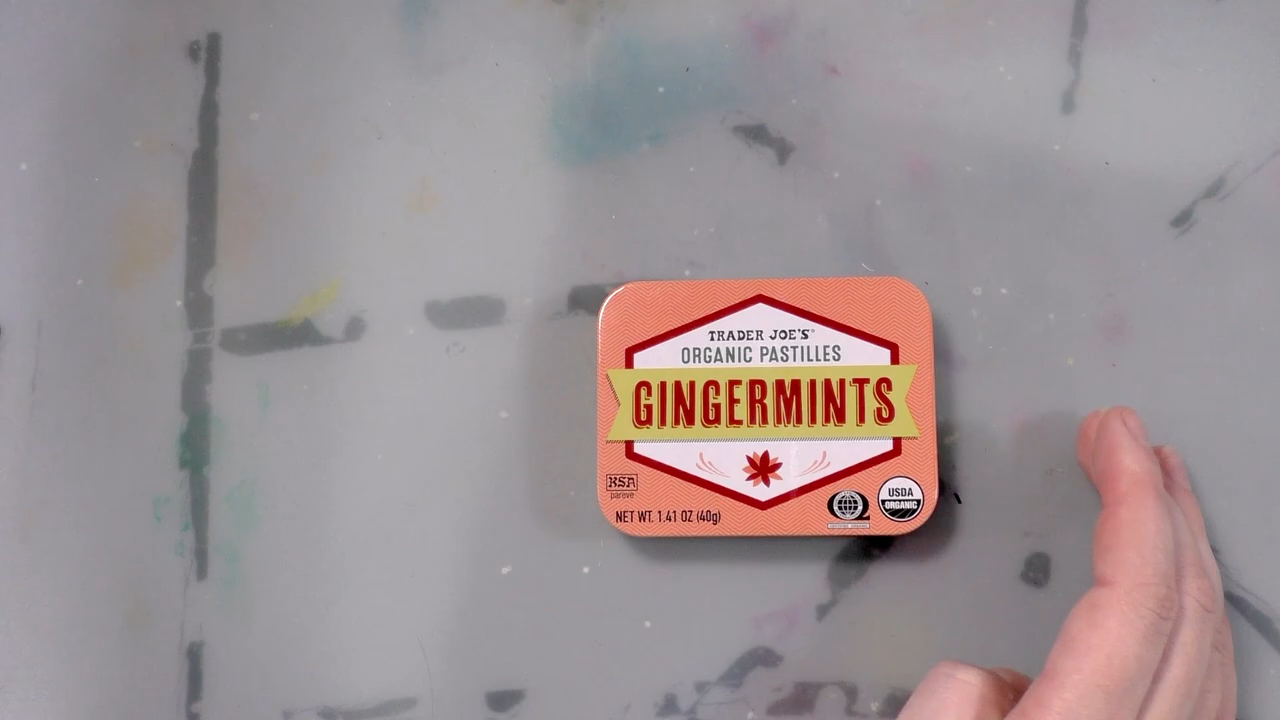 TRADER JOE'S®
ORGANIC PASTILLES
GINGERMINTS
KSA
pareve
NET WT. 1.41 OZ (40g)
USDA
ORGANIC